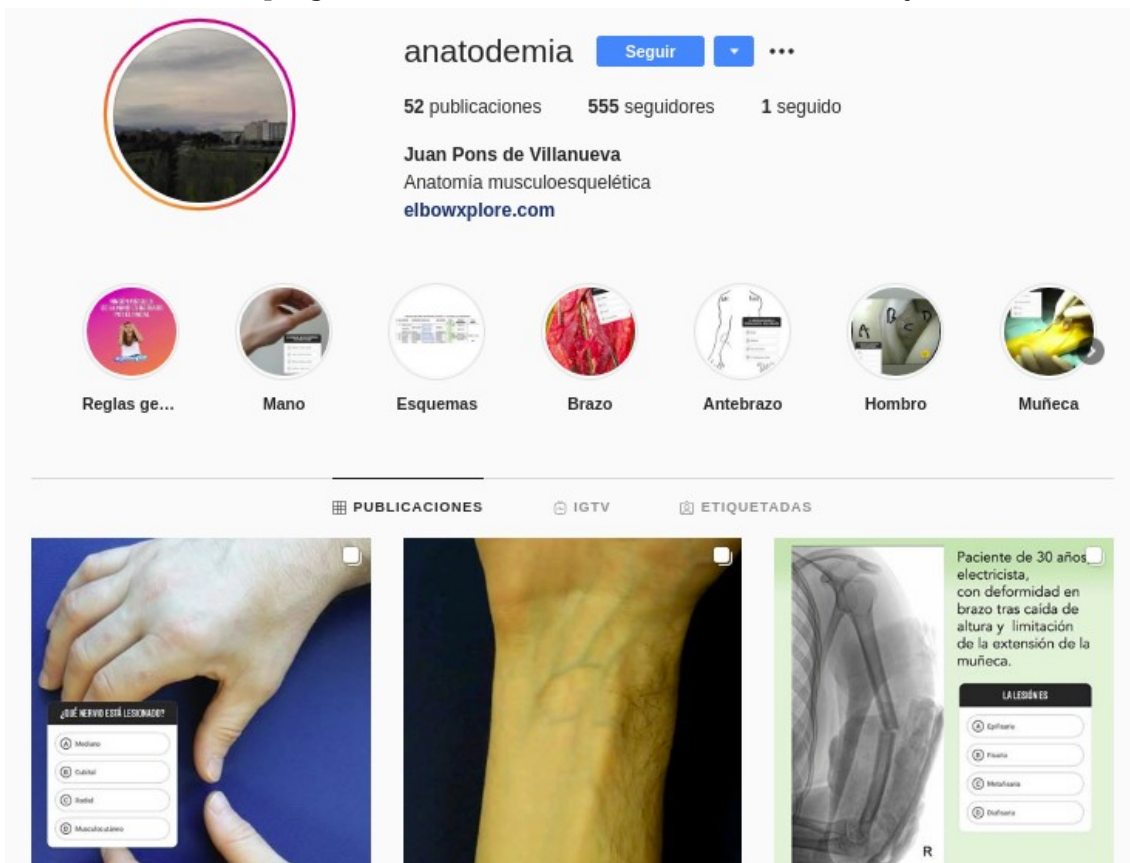 anatodemia Seguir
52 publicaciones 555 seguidores 1 seguido
Juan Pons de Villanueva
Anatomía musculoesquelética
elbowxplore.com
A B C D
Reglas ge... Mano Esquemas Brazo Antebrazo Hombro Muñeca
PUBLICACIONES IGTV ETIQUETADAS
¿QUÉ NERVIO ESTÁ LESIONADO?
A Mediano
B Cubital
C Radial
D Musculocutáneo
Paciente de 30 años,
electricista,
con deformidad en
brazo tras caída de
altura y limitación
de la extensión de la
muñeca.
LA LESIÓN ES
A Epifisaria
B Fisaria
C Metafisaria
D Diafisaria
R